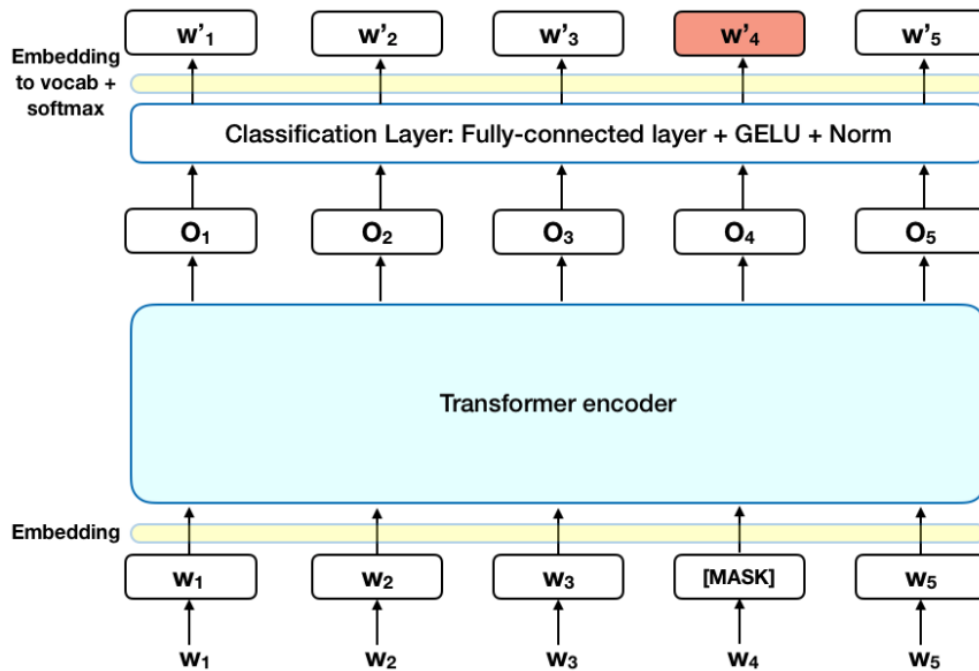 w'₁ w'₂ w'₃ w'₄ w'₅
Embedding
to vocab +
softmax
Classification Layer: Fully-connected layer + GELU + Norm
O₁ O₂ O₃ O₄ O₅
Transformer encoder
Embedding
w₁ w₂ w₃ [MASK] w₅
w₁ w₂ w₃ w₄ w₅